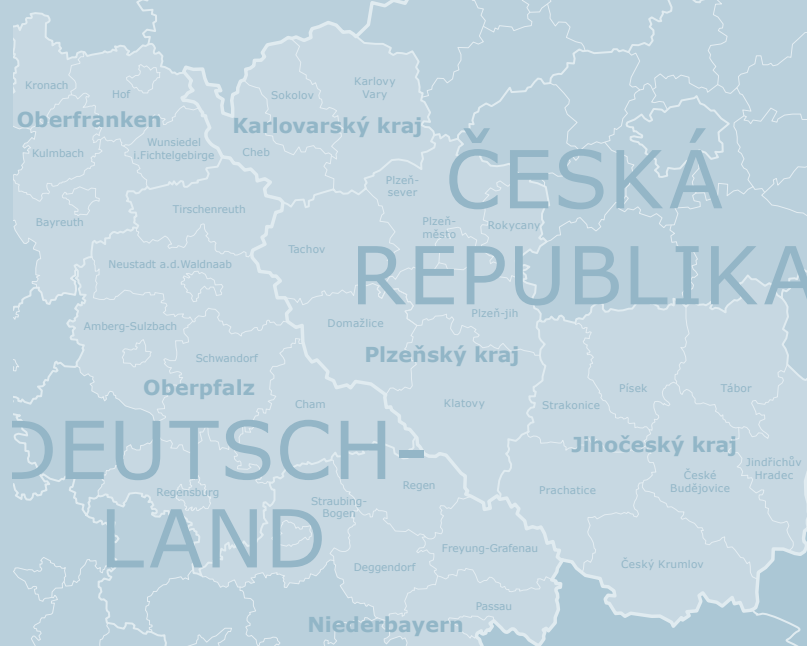 Kronach
Hof
Sokolov
Karlovy
Vary
Oberfranken
Karlovarský kraj
Kulmbach
Wunsiedel
i.Fichtelgebirge
Cheb
ČESKÁ
Plzeň-
sever
Bayreuth
Tirschenreuth
Plzeň-
město
Rokycany
Tachov
Neustadt a.d.Waldnaab
REPUBLIKA
Amberg-Sulzbach
Domažlice
Plzeň-jih
Schwandorf
Plzeňský kraj
Oberpfalz
Cham
Klatovy
Strakonice
Písek
Tábor
DEUTSCH-
LAND
Jihočeský kraj
Regensburg
Straubing-
Bogen
Regen
Prachatice
České
Budějovice
Jindřichův
Hradec
Freyung-Grafenau
Deggendorf
Český Krumlov
Passau
Niederbayern